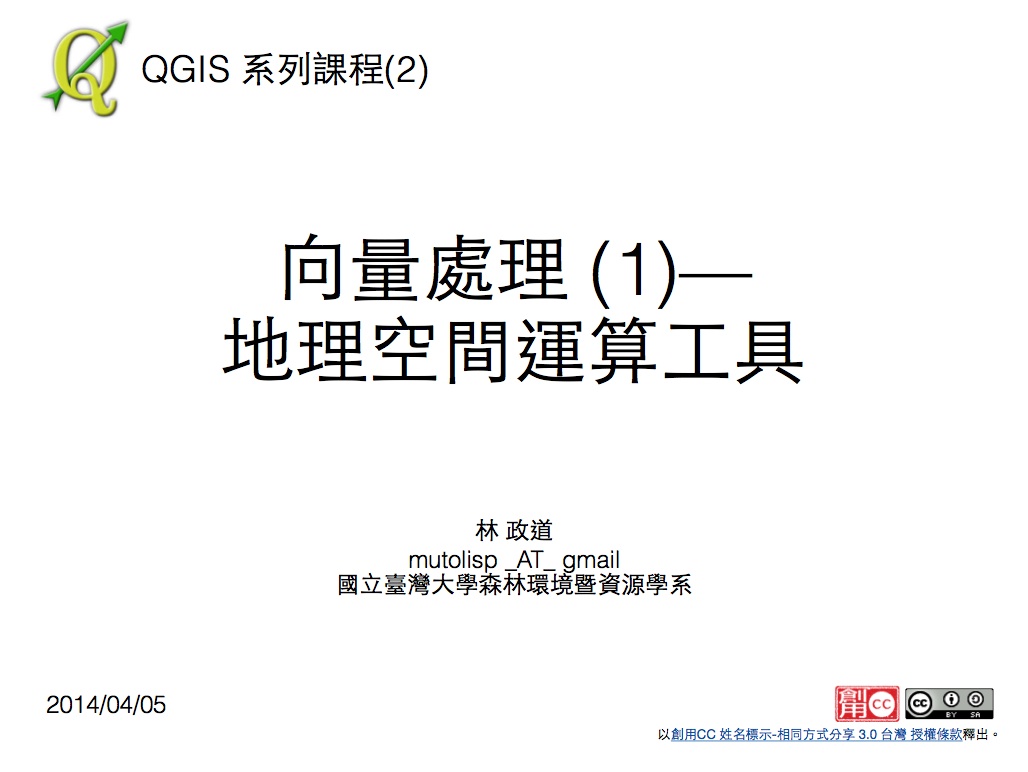 QGIS 系列課程(2)
向量處理 (1)—
地理空間運算工具
林 政道
mutolisp _AT_ gmail
國立臺灣大學森林環境暨資源學系
2014/04/05
創用 cc
cc BY SA
以創用CC 姓名標示-相同方式分享 3.0 台灣 授權條款釋出。